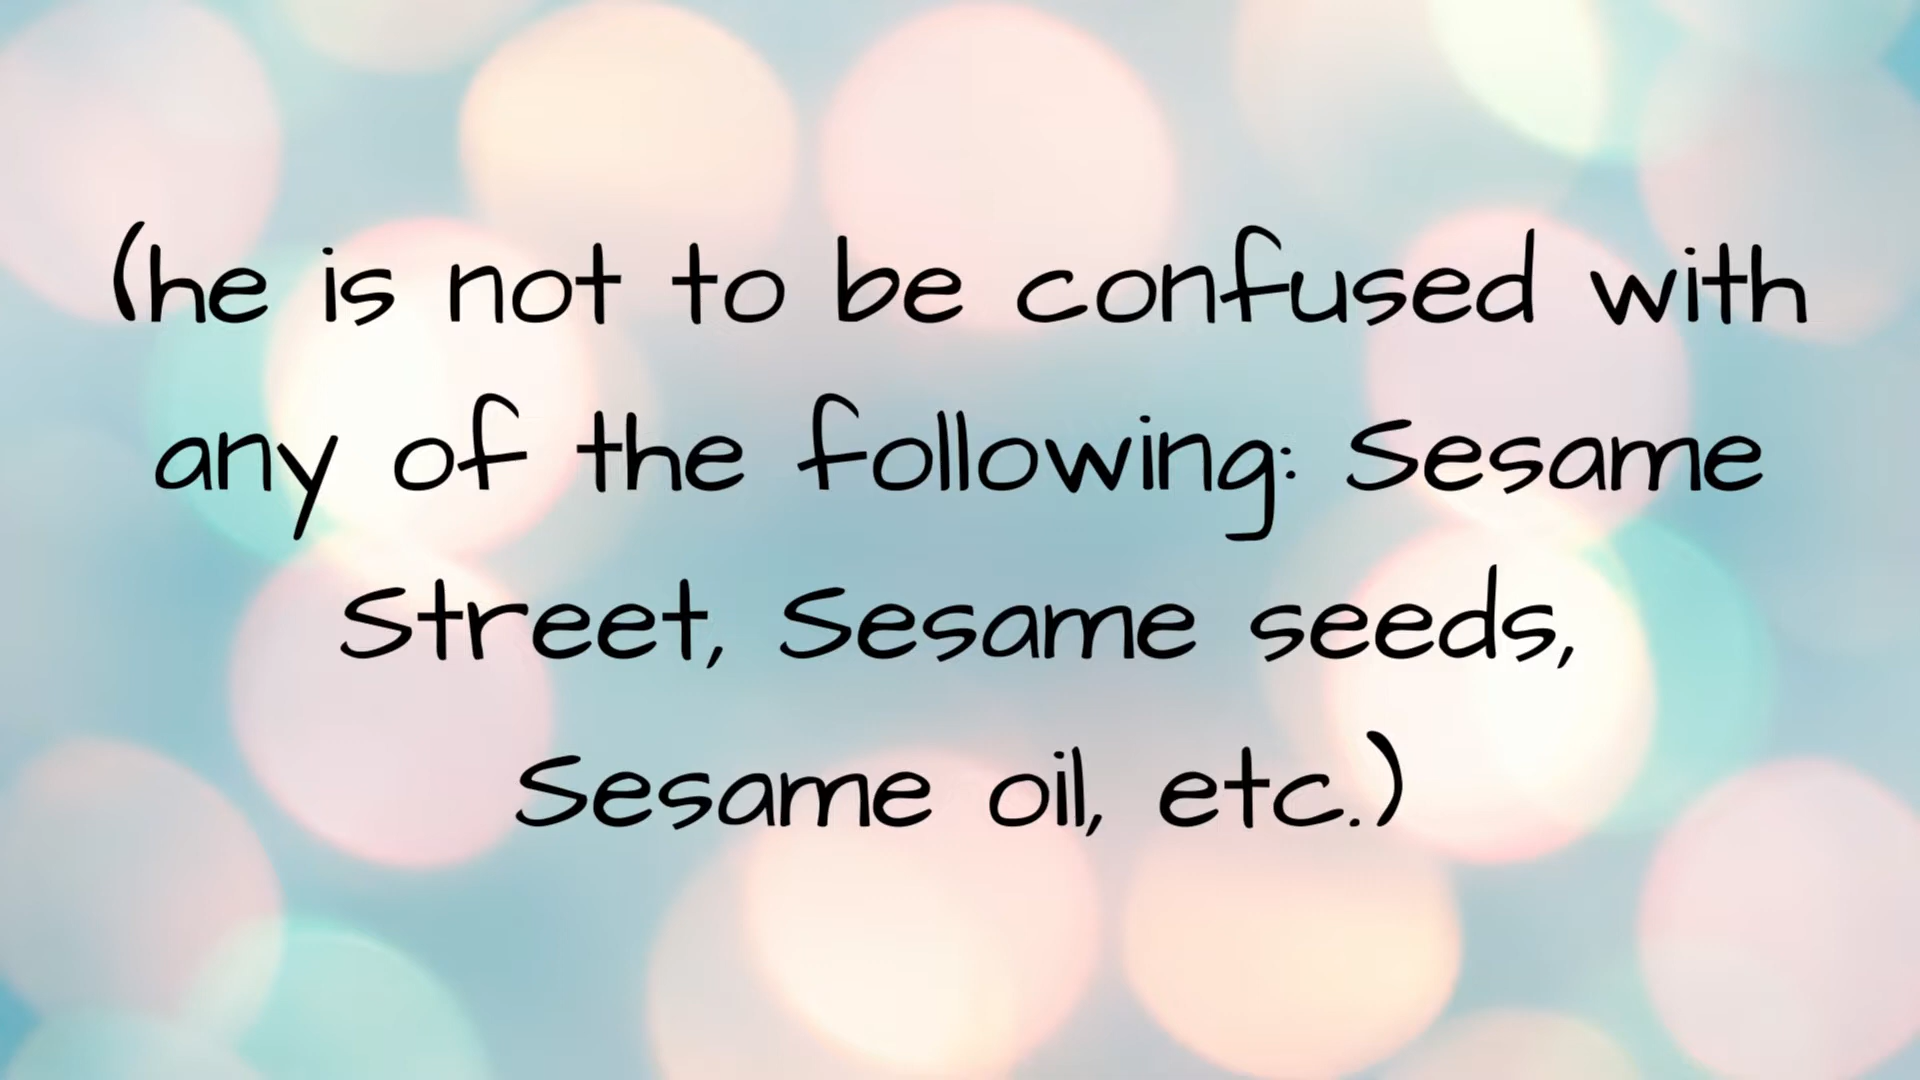 (he is not to be confused with
any of the following: Sesame
Street, Sesame seeds,
Sesame oil, etc.)